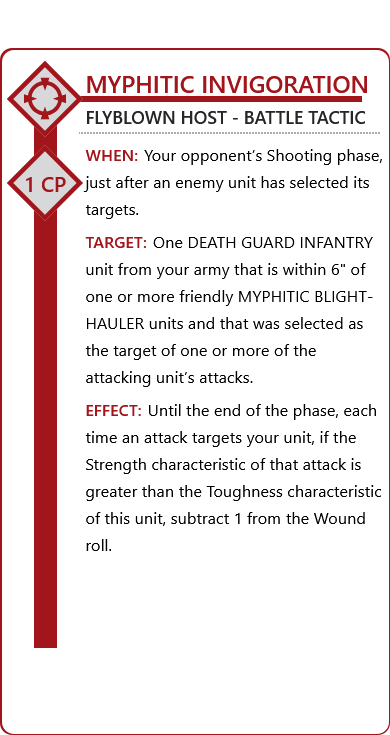 MYPHITIC INVIGORATION
FLYBLOWN HOST - BATTLE TACTIC
1 CP
WHEN: Your opponent’s Shooting phase,
just after an enemy unit has selected its
targets.
TARGET: One DEATH GUARD INFANTRY
unit from your army that is within 6" of
one or more friendly MYPHITIC BLIGHT-
HAULER units and that was selected as
the target of one or more of the
attacking unit’s attacks.
EFFECT: Until the end of the phase, each
time an attack targets your unit, if the
Strength characteristic of that attack is
greater than the Toughness characteristic
of this unit, subtract 1 from the Wound
roll.